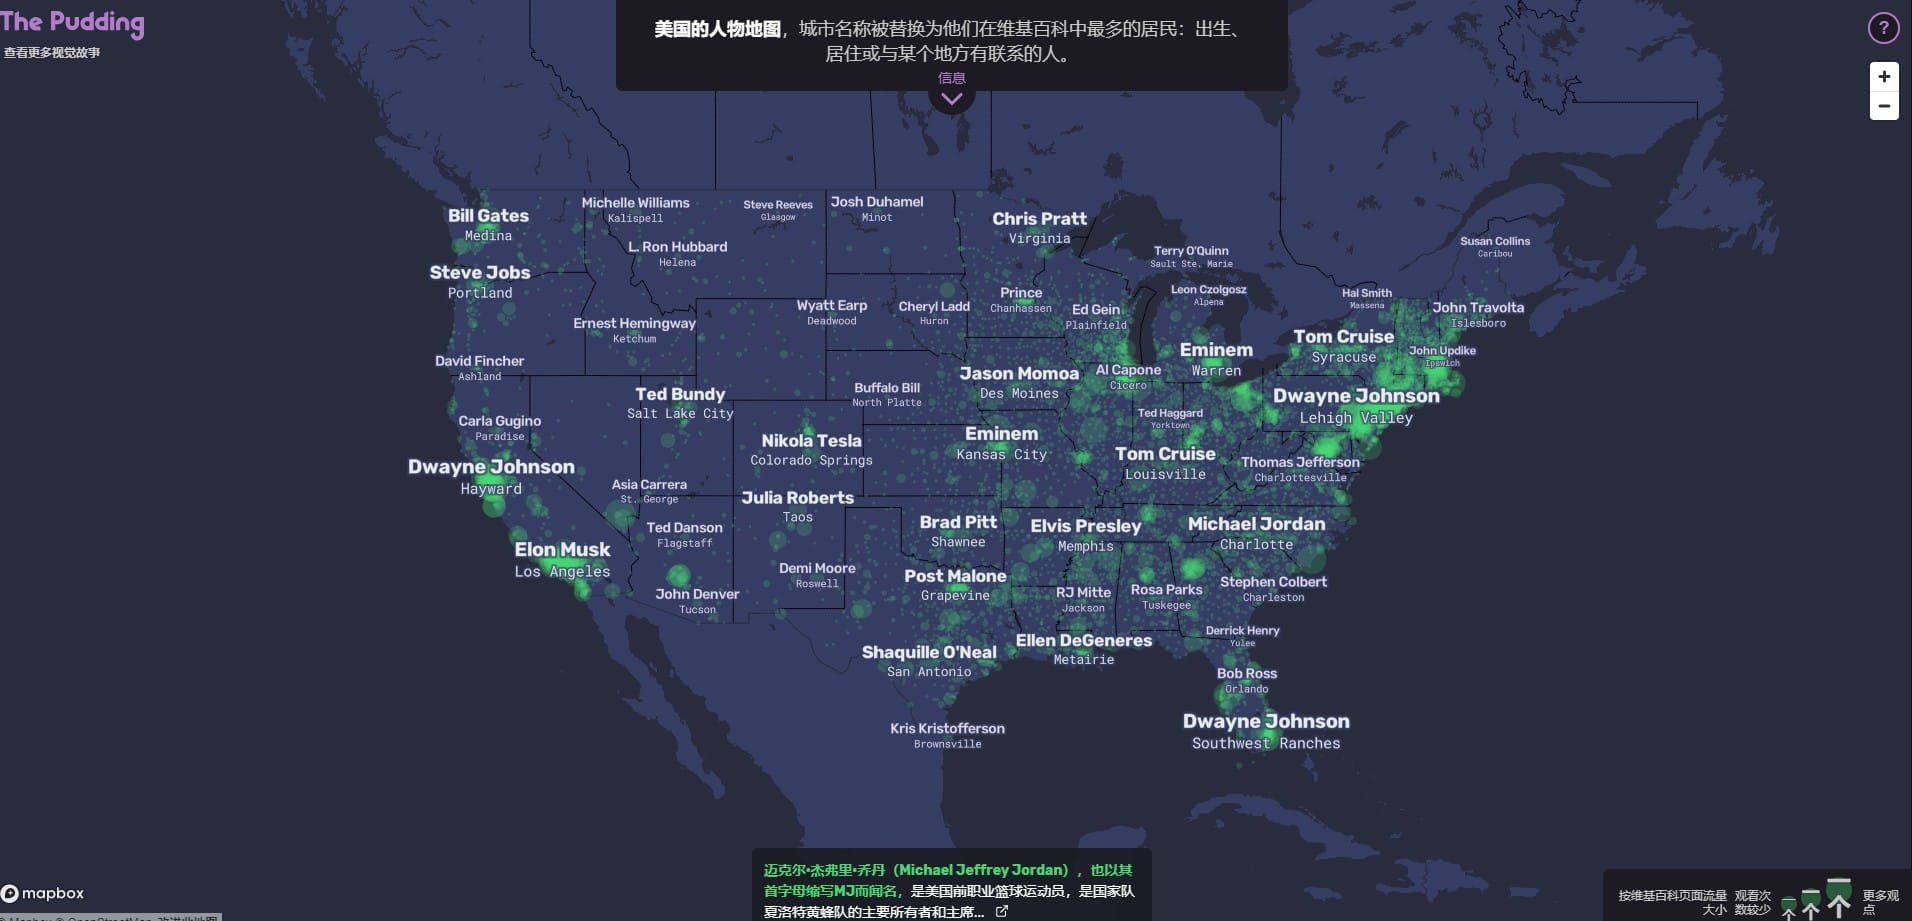 The Pudding
查看更多视觉故事
美国的人物地图，城市名称被替换为他们在维基百科中最多的居民：出生、
居住或与某个地方有联系的人。
信息
?
+
−
Bill Gates
Medina
Michelle Williams
Kalispell
Steve Reeves
Glasgow
Josh Duhamel
Minot
Chris Pratt
Virginia
L. Ron Hubbard
Helena
Terry O'Quinn
Sault Ste. Marie
Susan Collins
Caribou
Steve Jobs
Portland
Wyatt Earp
Deadwood
Cheryl Ladd
Huron
Prince
Chanhassen
Ed Gein
Plainfield
Leon Czolgosz
Alpena
Hal Smith
Massena
John Travolta
Islesboro
Ernest Hemingway
Ketchum
Tom Cruise
Syracuse
Eminem
Warren
John Updike
Ipswich
David Fincher
Ashland
Jason Momoa
Des Moines
Al Capone
Cicero
Ted Bundy
Salt Lake City
Buffalo Bill
North Platte
Dwayne Johnson
Lehigh Valley
Carla Gugino
Paradise
Ted Haggard
Yorktown
Nikola Tesla
Colorado Springs
Eminem
Kansas City
Tom Cruise
Louisville
Thomas Jefferson
Charlottesville
Dwayne Johnson
Hayward
Asia Carrera
St. George
Julia Roberts
Taos
Ted Danson
Flagstaff
Brad Pitt
Shawnee
Elvis Presley
Memphis
Michael Jordan
Charlotte
Elon Musk
Los Angeles
Demi Moore
Roswell
Post Malone
Grapevine
John Denver
Tucson
RJ Mitte
Jackson
Rosa Parks
Tuskegee
Stephen Colbert
Charleston
Derrick Henry
Yulee
Ellen DeGeneres
Metairie
Shaquille O'Neal
San Antonio
Bob Ross
Orlando
Kris Kristofferson
Brownsville
Dwayne Johnson
Southwest Ranches
迈克尔·杰弗里·乔丹（Michael Jeffrey Jordan），也以其
首字母缩写MJ而闻名，是美国前职业篮球运动员，是国家队
夏洛特黄蜂队的主要所有者和主席...
mapbox
© Mapbox © OpenStreetMap 改进此地图
按维基百科页面流量
大小
观看次
数较少
更多观
点